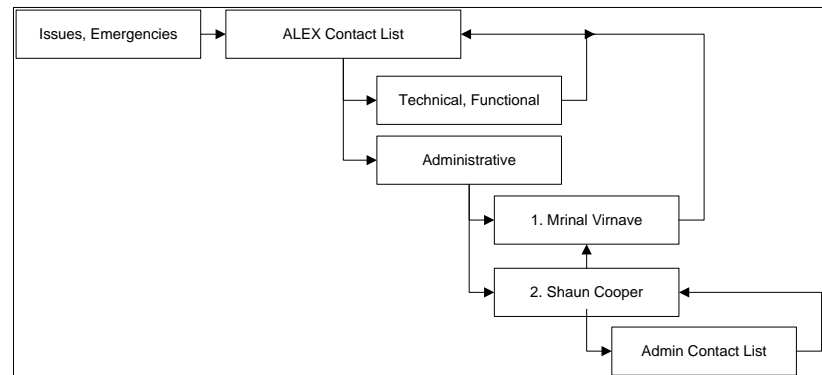 Issues, Emergencies
ALEX Contact List
Technical, Functional
Administrative
1. Mrinal Virnave
2. Shaun Cooper
Admin Contact List